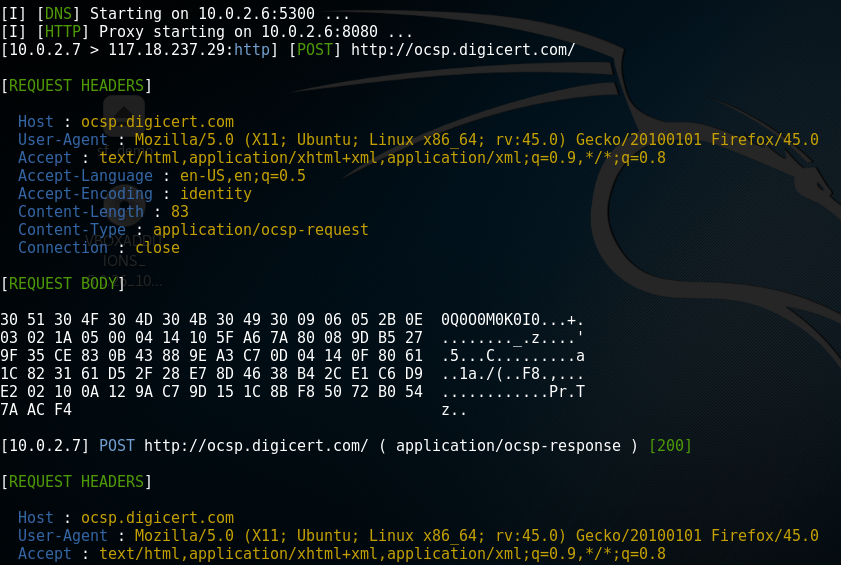 [I] [DNS] Starting on 10.0.2.6:5300 ...
[I] [HTTP] Proxy starting on 10.0.2.6:8080 ...
[10.0.2.7 > 117.18.237.29:http] [POST] http://ocsp.digicert.com/
[REQUEST HEADERS]
Host : ocsp.digicert.com
User-Agent : Mozilla/5.0 (X11; Ubuntu; Linux x86_64; rv:45.0) Gecko/20100101 Firefox/45.0
Accept : text/html,application/xhtml+xml,application/xml;q=0.9,*/*;q=0.8
Accept-Language : en-US,en;q=0.5
Accept-Encoding : identity
Content-Length : 83
Content-Type : application/ocsp-request
Connection : close
IONS_
[REQUEST BODY]
30 51 30 4F 30 4D 30 4B 30 49 30 09 06 05 2B 0E 0Q0O0M0K0I0...+.
03 02 1A 05 00 04 14 10 5F A6 7A 80 08 9D B5 27 ........_.z....'
9F 35 CE 83 0B 43 88 9E A3 C7 0D 04 14 0F 80 61 .5...C.........a
1C 82 31 61 D5 2F 28 E7 8D 46 38 B4 2C E1 C6 D9 ..1a./(..F8.,...
E2 02 10 0A 12 9A C7 9D 15 1C 8B F8 50 72 B0 54 ............Pr.T
7A AC F4 z..
[10.0.2.7] POST http://ocsp.digicert.com/ ( application/ocsp-response ) [200]
[REQUEST HEADERS]
Host : ocsp.digicert.com
User-Agent : Mozilla/5.0 (X11; Ubuntu; Linux x86_64; rv:45.0) Gecko/20100101 Firefox/45.0
Accept : text/html,application/xhtml+xml,application/xml;q=0.9,*/*;q=0.8